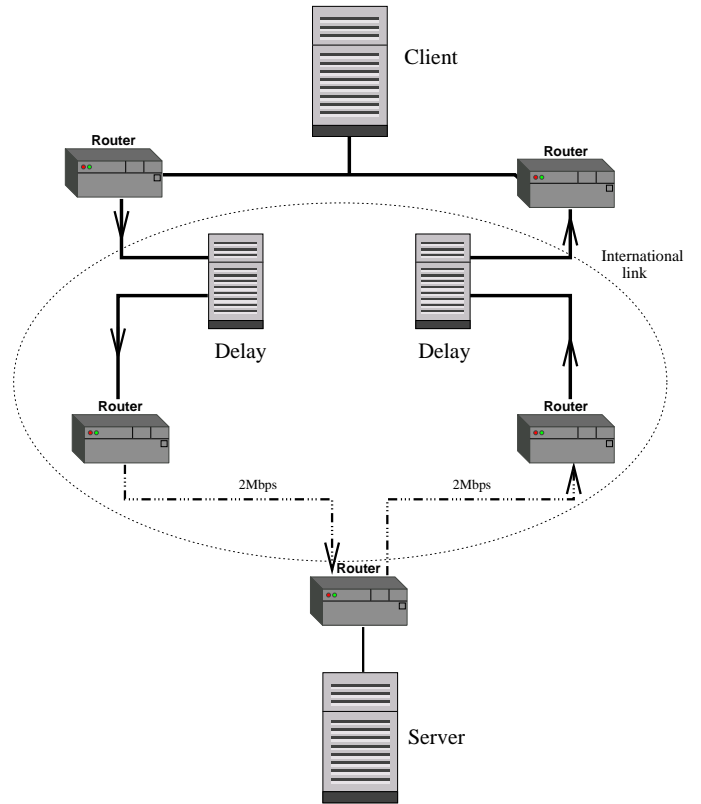 Client
Router
Router
International
link
Delay
Delay
Router
Router
2Mbps
2Mbps
Router
Server